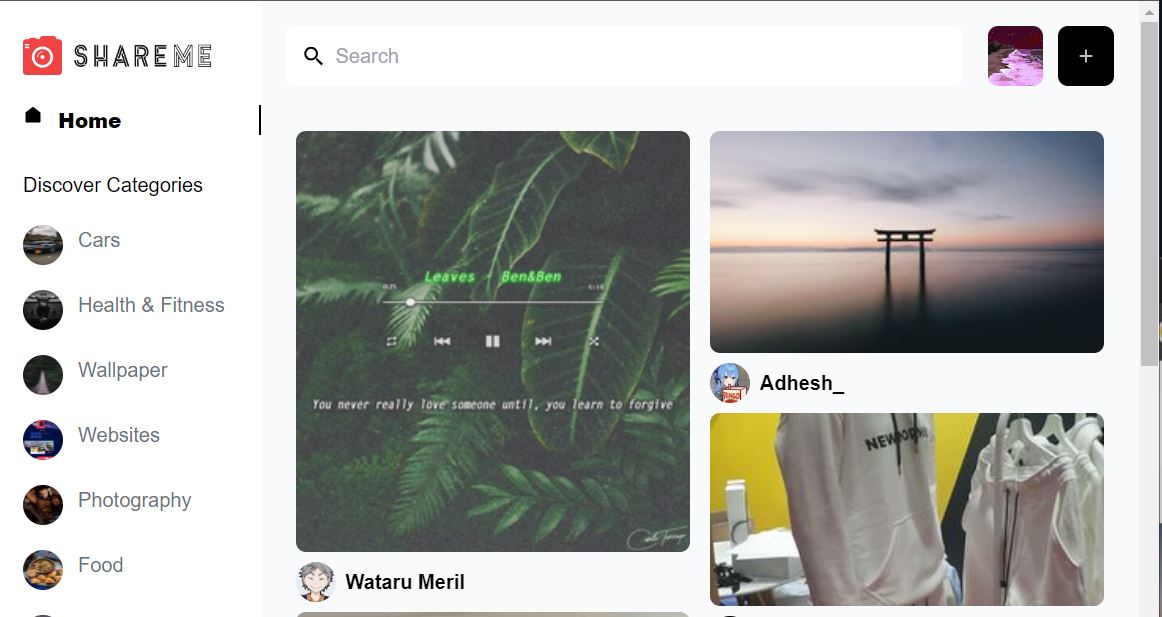 SHAREME
Search
+
Home
Discover Categories
Cars
Health & Fitness
Wallpaper
Websites
Photography
Food
Leaves - Ben&Ben
0:25
5:18
You never really love someone until, you learn to forgive
Wataru Meril
Adhesh_
BINGO